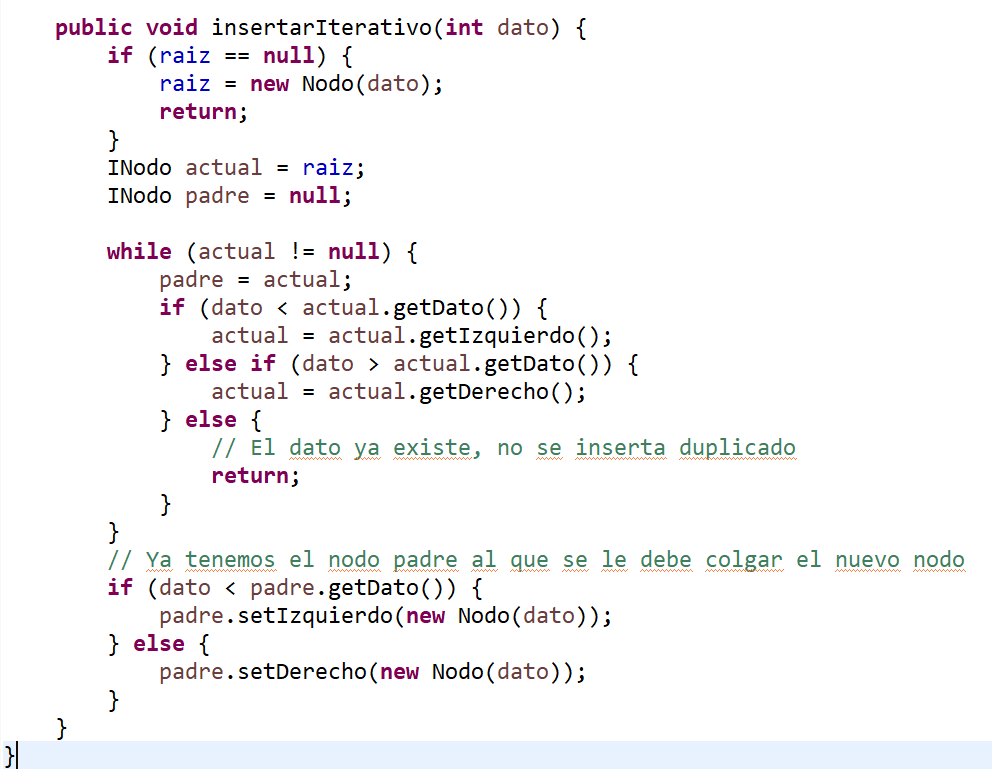 public void insertarIterativo(int dato) {
if (raiz == null) {
raiz = new Nodo(dato);
return;
}
INodo actual = raiz;
INodo padre = null;
while (actual != null) {
padre = actual;
if (dato < actual.getDato()) {
actual = actual.getIzquierdo();
} else if (dato > actual.getDato()) {
actual = actual.getDerecho();
} else {
// El dato ya existe, no se inserta duplicado
return;
}
}
// Ya tenemos el nodo padre al que se le debe colgar el nuevo nodo
if (dato < padre.getDato()) {
padre.setIzquierdo(new Nodo(dato));
} else {
padre.setDerecho(new Nodo(dato));
}
}
}